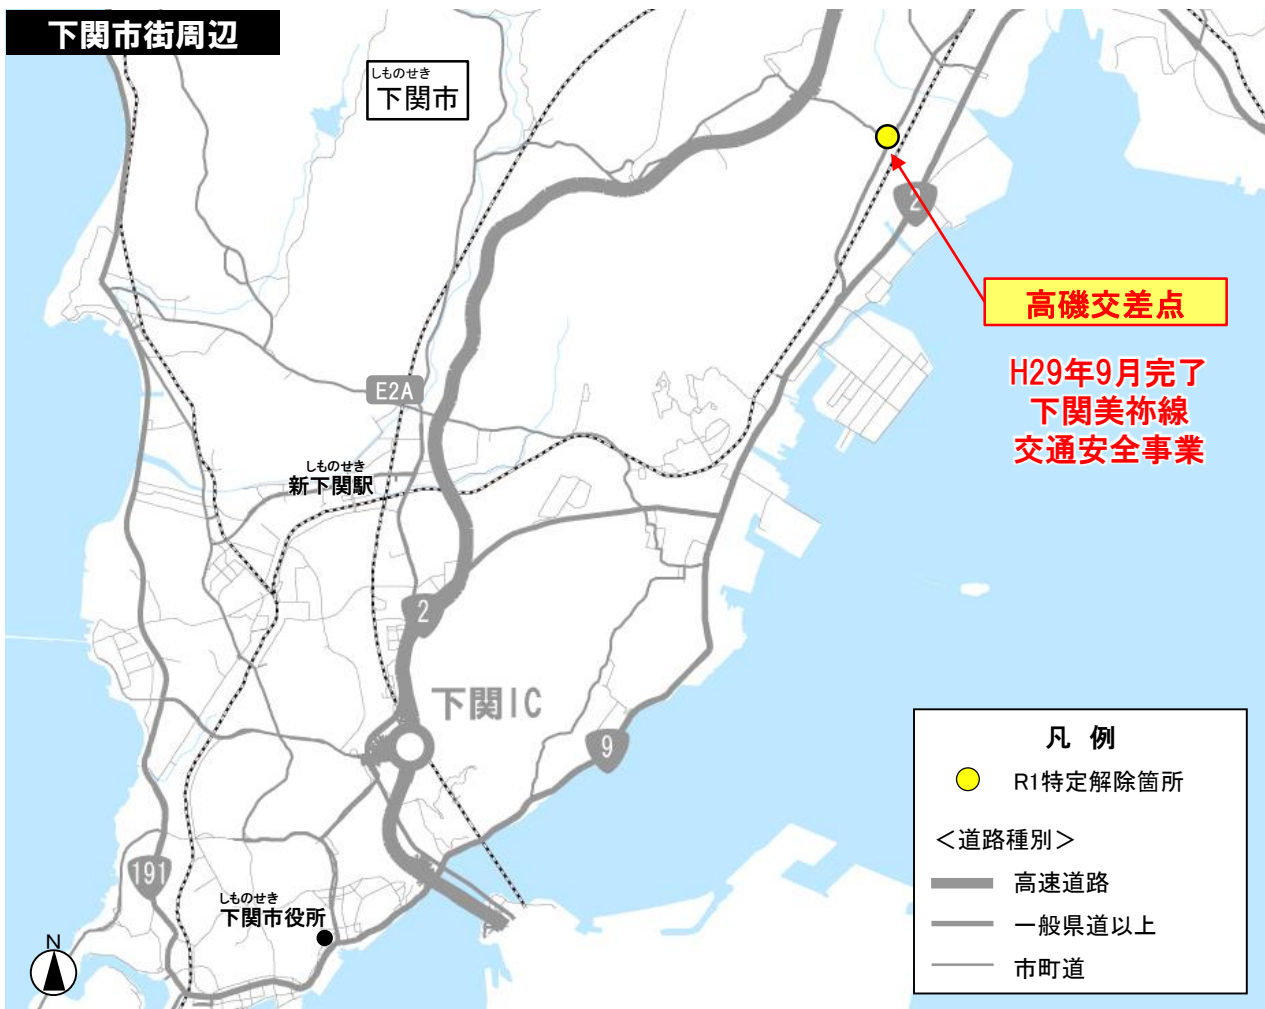 下関市街周辺
しものせき
下関市
2
高磯交差点
H29年9月完了
下関美祢線
交通安全事業
E2A
しものせき
新下関駅
2
下関IC
9
191
しものせき
下関市役所
N
凡 例
R1特定解除箇所
＜道路種別＞
高速道路
一般県道以上
市町道